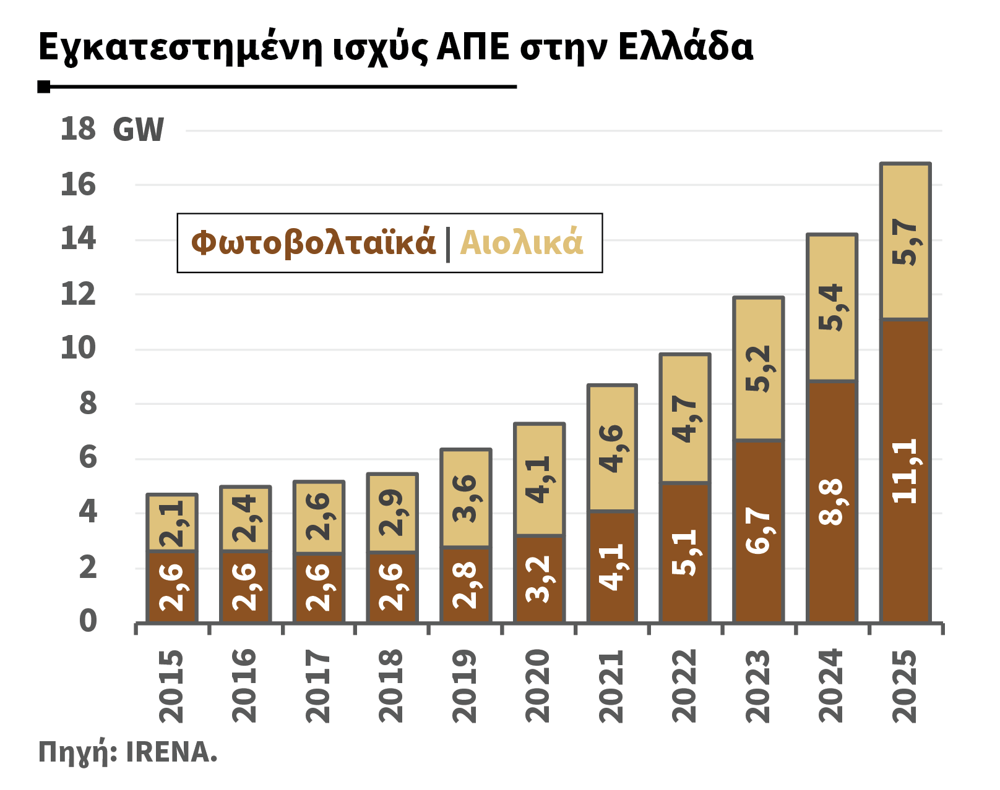 Εγκατεστημένη ισχύς ΑΠΕ στην Ελλάδα
18 GW
16
14
12
10
8
6
4
2
0
Φωτοβολταϊκά | Αιολικά
2,1 2,4 2,6 2,9 3,6 4,1 4,6 4,7 5,2 5,4 5,7
2,6 2,6 2,6 2,6 2,8 3,2 4,1 5,1 6,7 8,8 11,1
2015 2016 2017 2018 2019 2020 2021 2022 2023 2024 2025
Πηγή: IRENA.